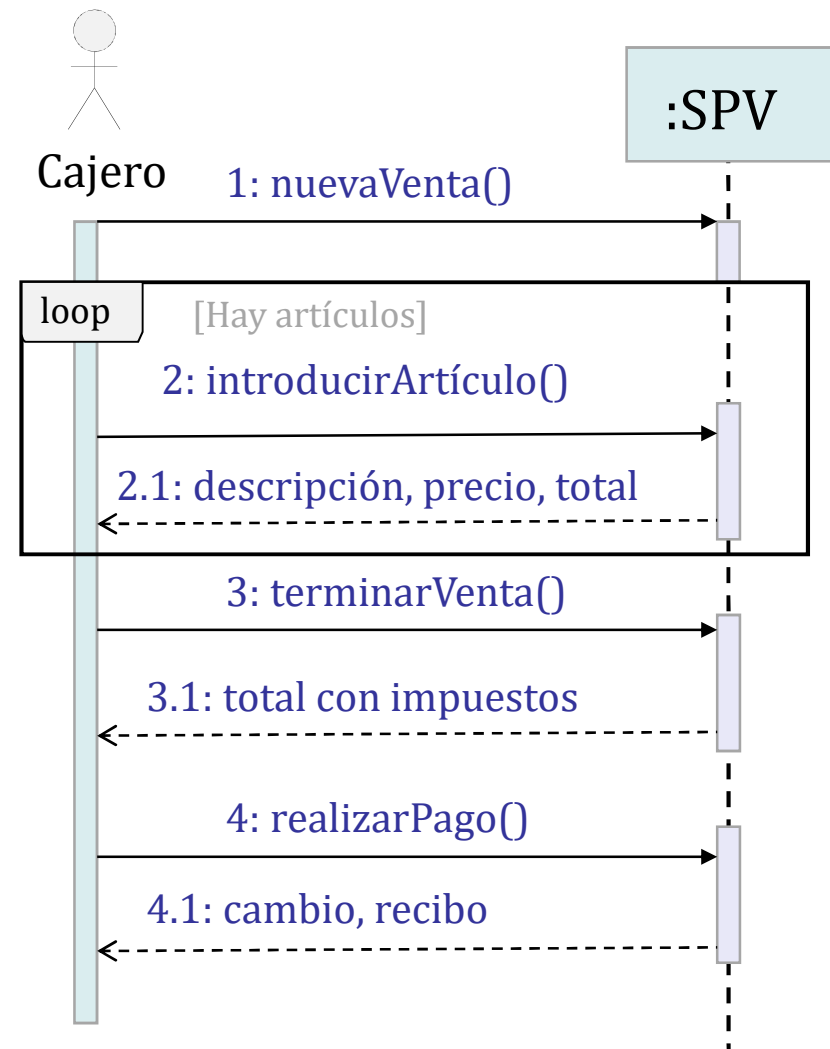 :SPV
Cajero
1: nuevaVenta()
loop
[Hay artículos]
2: introducirArtículo()
2.1: descripción, precio, total
3: terminarVenta()
3.1: total con impuestos
4: realizarPago()
4.1: cambio, recibo